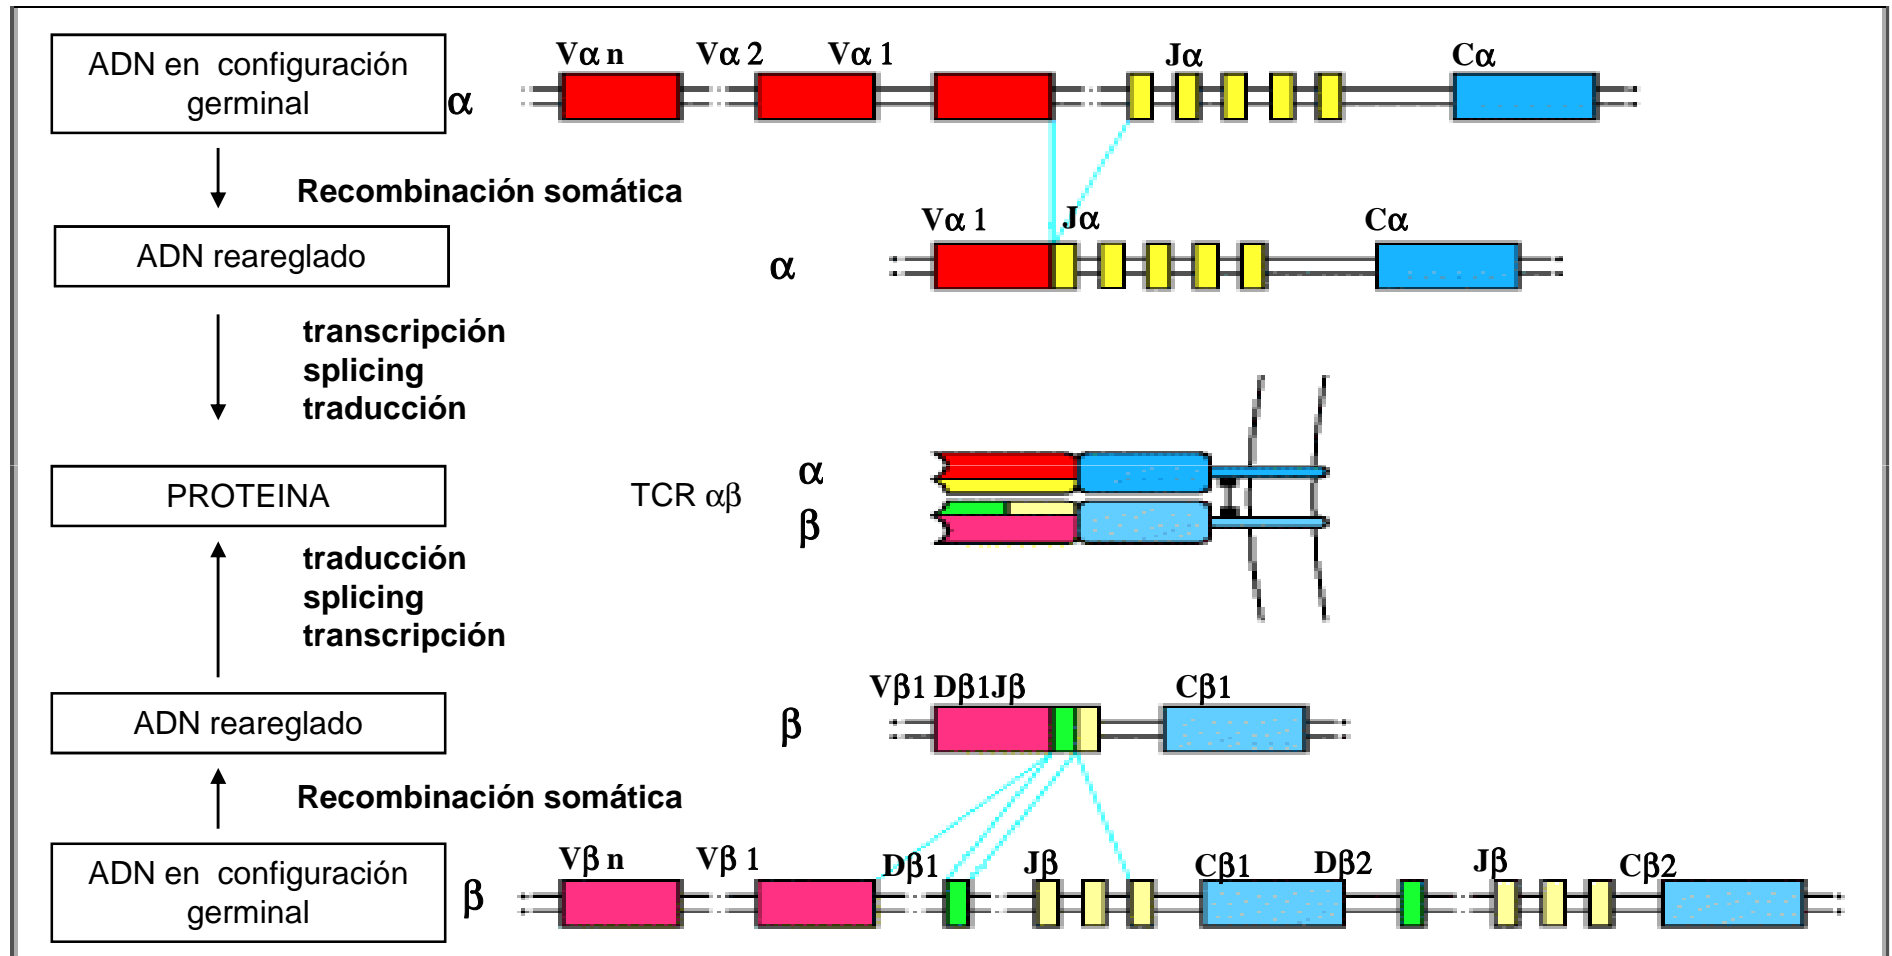 ADN en configuración
germinal
α
Vα n Vα 2 Vα 1 Jα Cα
Recombinación somática
ADN reareglado
α
Vα 1 Jα Cα
transcripción
splicing
traducción
PROTEINA
TCR αβ
α
β
traducción
splicing
transcripción
ADN reareglado
β
Vβ1 Dβ1Jβ Cβ1
Recombinación somática
ADN en configuración
germinal
β
Vβ n Vβ 1 Dβ1 Jβ Cβ1 Dβ2 Jβ Cβ2